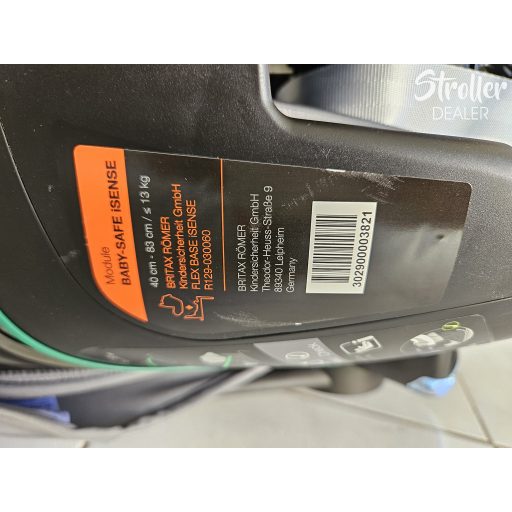 Stroller
DEALER
Module
BABY-SAFE iSENSE
40 cm - 83 cm / ≤ 13 kg
BRITAX RÖMER
Kindersicherheit GmbH
FLEX BASE iSENSE
R129-030060
BRITAX RÖMER
Kindersicherheit GmbH
Theodor-Heuss-Straße 9
89340 Leipheim
Germany
3029000003821